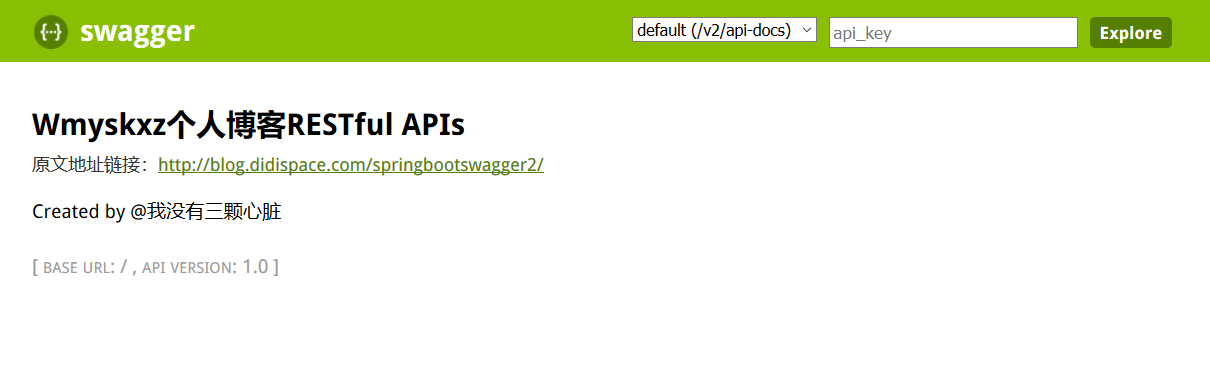 swagger default (/v2/api-docs) api_key Explore
Wmyskxz个人博客RESTful APIs
原文地址链接：http://blog.didispace.com/springbootswagger2/
Created by @我没有三颗心脏
[ BASE URL: / , API VERSION: 1.0 ]